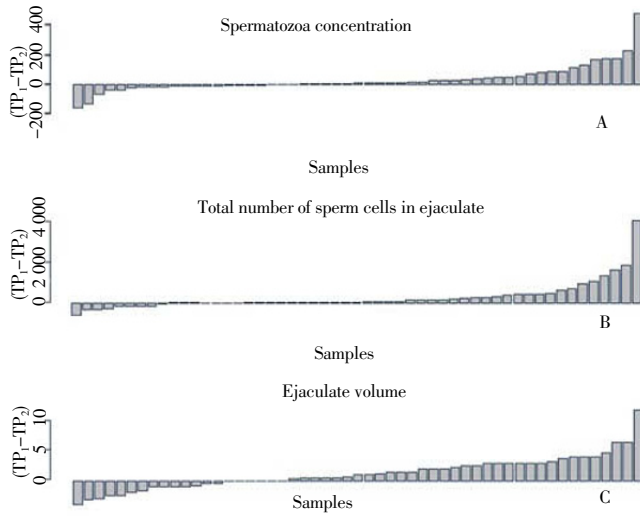 Spermatozoa concentration
(TP₁−TP₂)
400
200
0
−200
A
Samples
Total number of sperm cells in ejaculate
(TP₁−TP₂)
4 000
2 000
0
B
Samples
Ejaculate volume
(TP₁−TP₂)
10
5
0
C
Samples